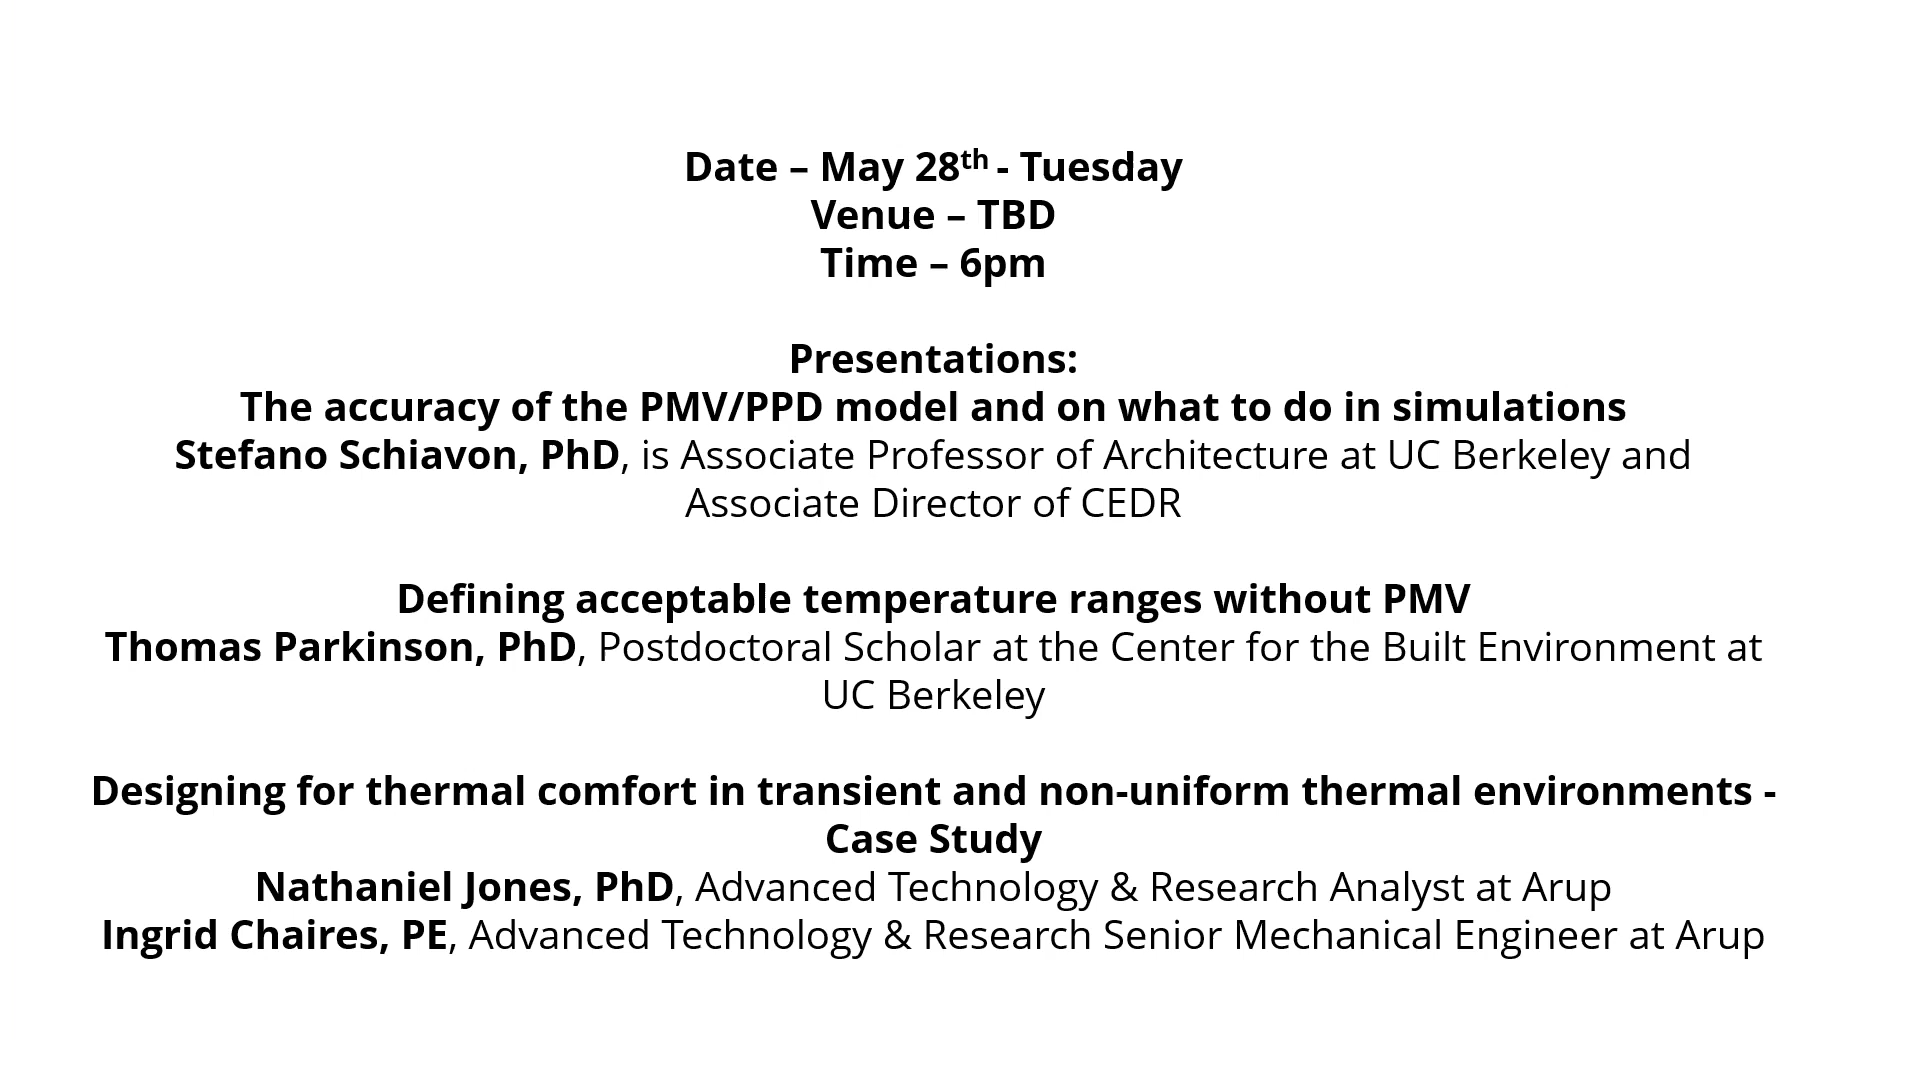 Date – May 28th - Tuesday
Venue – TBD
Time – 6pm
Presentations:
The accuracy of the PMV/PPD model and on what to do in simulations
Stefano Schiavon, PhD, is Associate Professor of Architecture at UC Berkeley and
Associate Director of CEDR
Defining acceptable temperature ranges without PMV
Thomas Parkinson, PhD, Postdoctoral Scholar at the Center for the Built Environment at
UC Berkeley
Designing for thermal comfort in transient and non-uniform thermal environments -
Case Study
Nathaniel Jones, PhD, Advanced Technology & Research Analyst at Arup
Ingrid Chaires, PE, Advanced Technology & Research Senior Mechanical Engineer at Arup